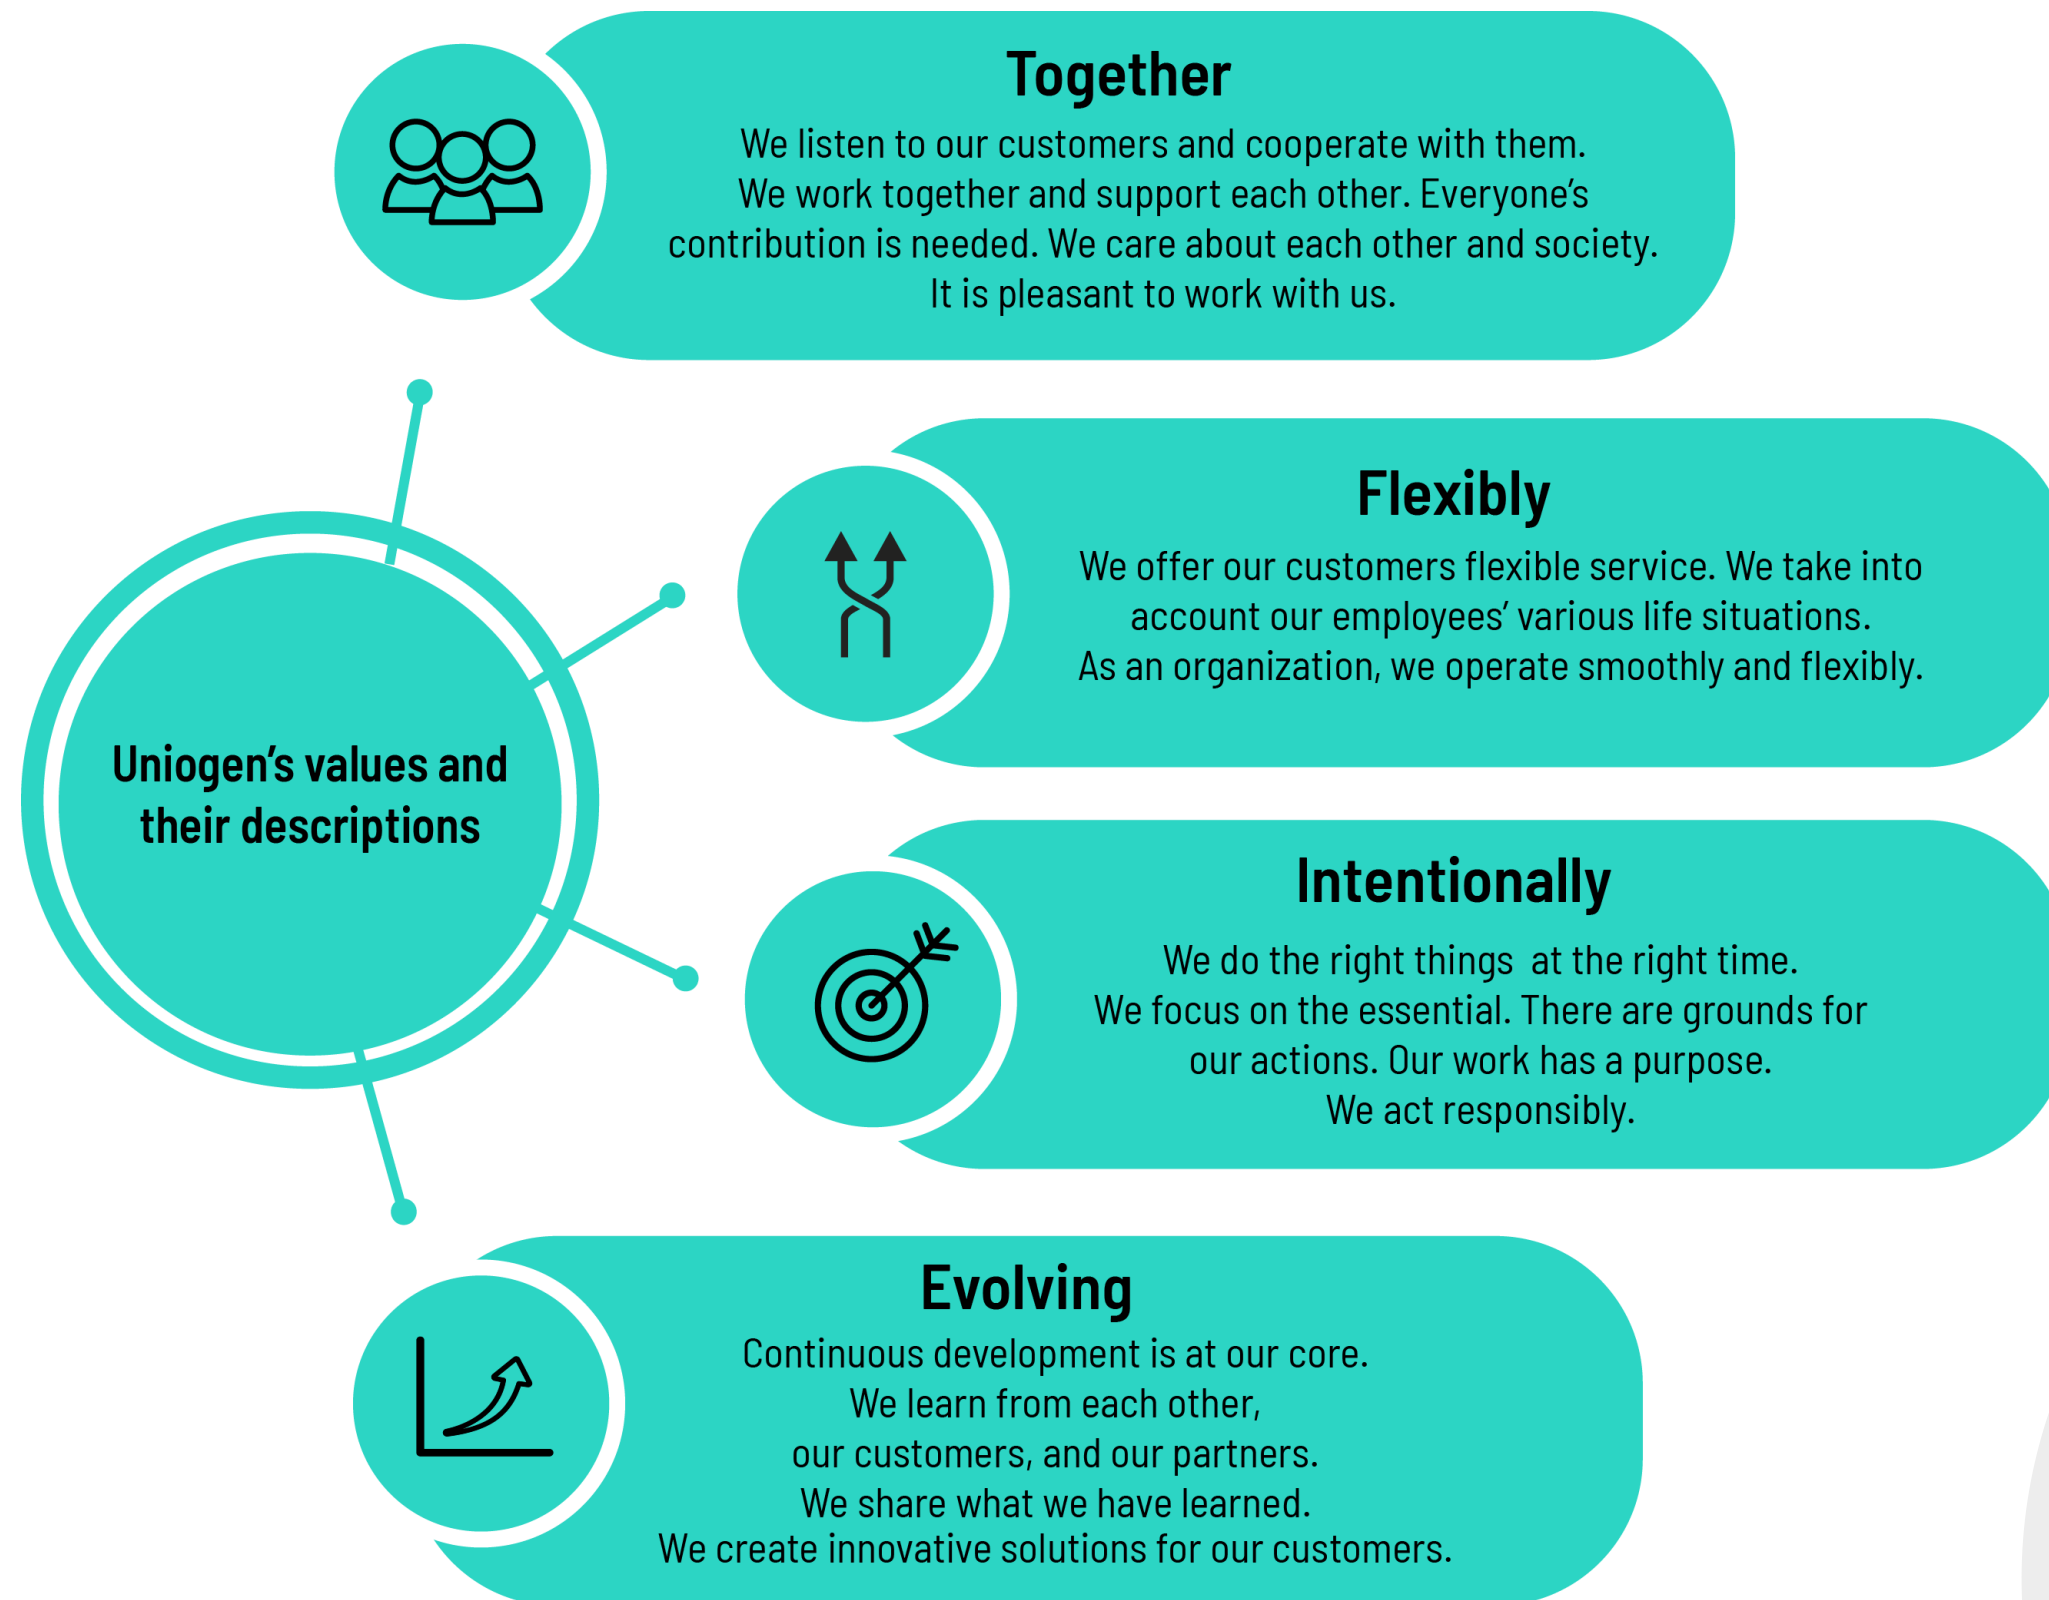 Together
We listen to our customers and cooperate with them.
We work together and support each other. Everyone’s
contribution is needed. We care about each other and society.
It is pleasant to work with us.
Flexibly
We offer our customers flexible service. We take into
account our employees’ various life situations.
As an organization, we operate smoothly and flexibly.
Uniogen’s values and
their descriptions
Intentionally
We do the right things  at the right time.
We focus on the essential. There are grounds for
our actions. Our work has a purpose.
We act responsibly.
Evolving
Continuous development is at our core.
We learn from each other,
our customers, and our partners.
We share what we have learned.
We create innovative solutions for our customers.